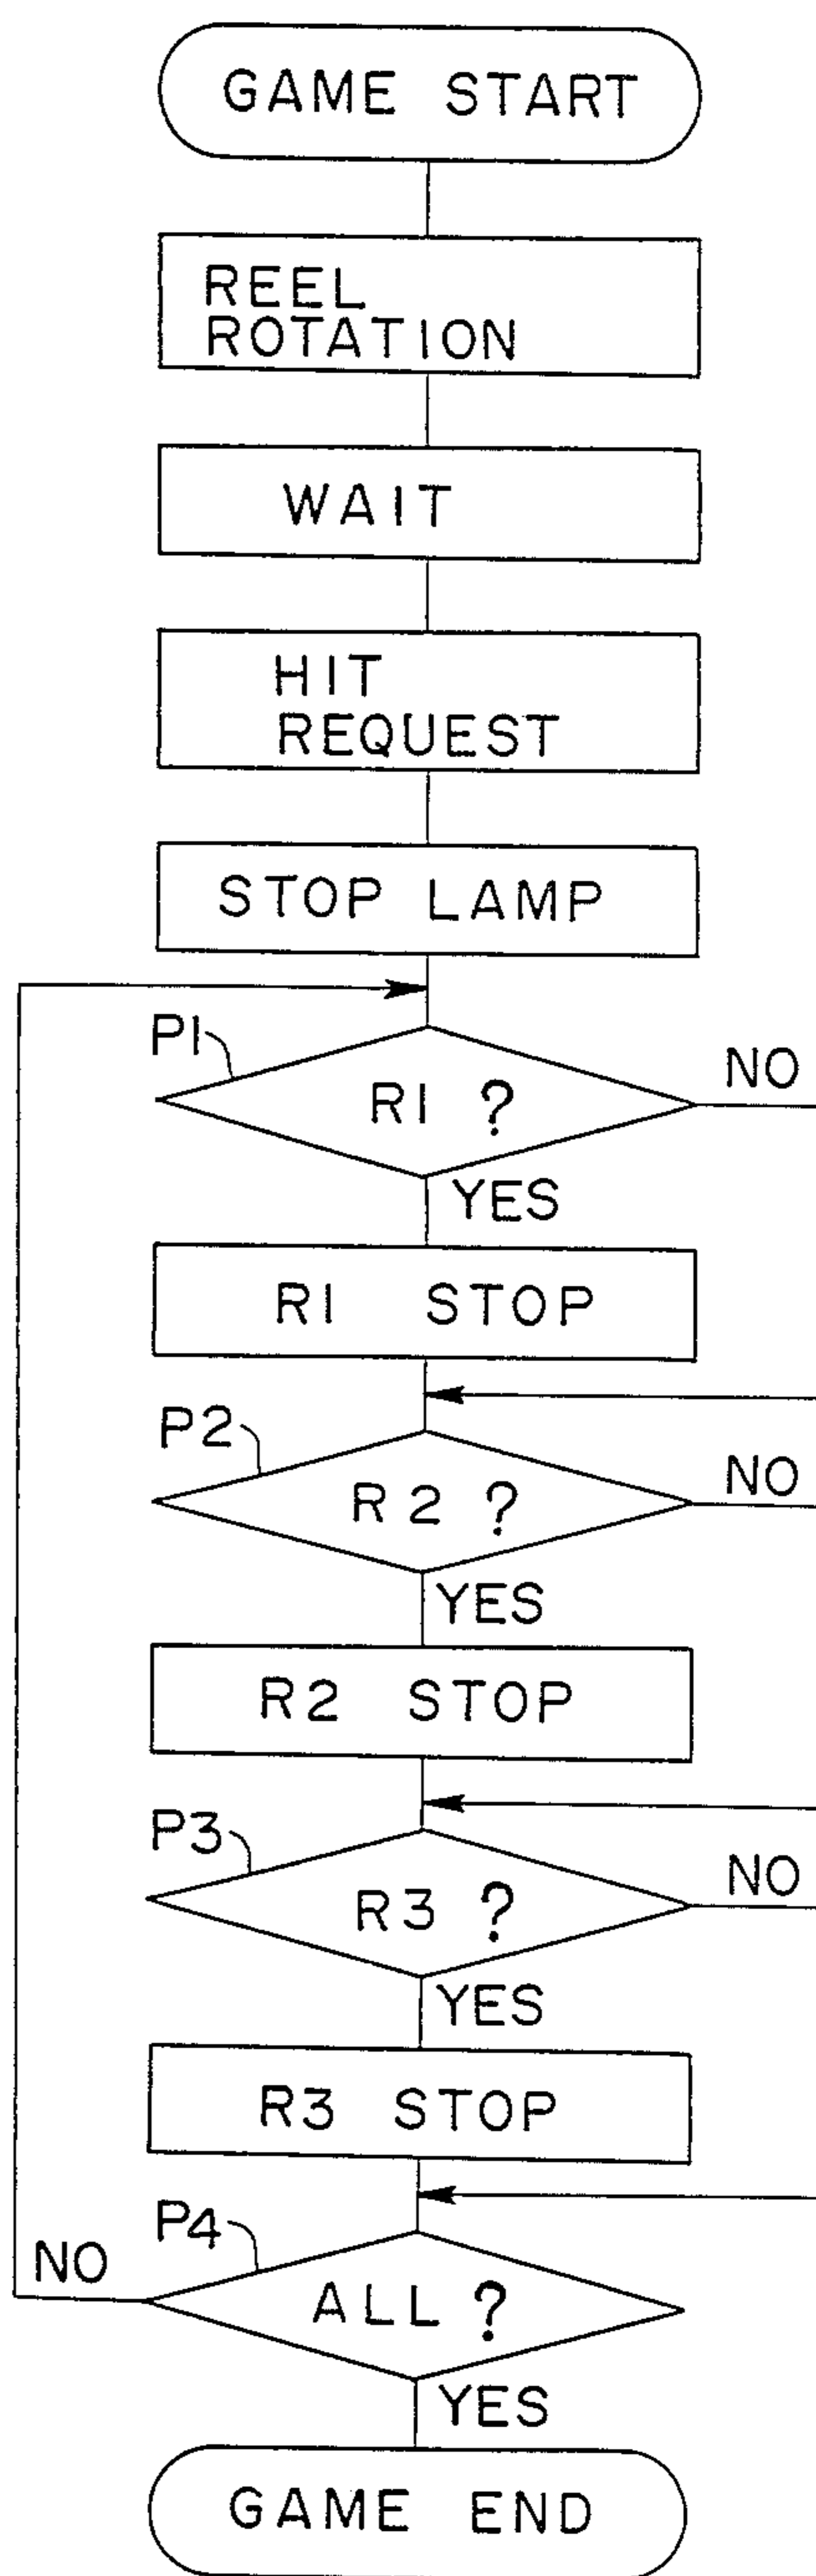 GAME START
REEL
ROTATION
WAIT
HIT
REQUEST
STOP LAMP
P1
R1 ?
NO
YES
R1 STOP
P2
R2 ?
NO
YES
R2 STOP
P3
R3 ?
NO
YES
R3 STOP
P4
NO
ALL ?
YES
GAME END